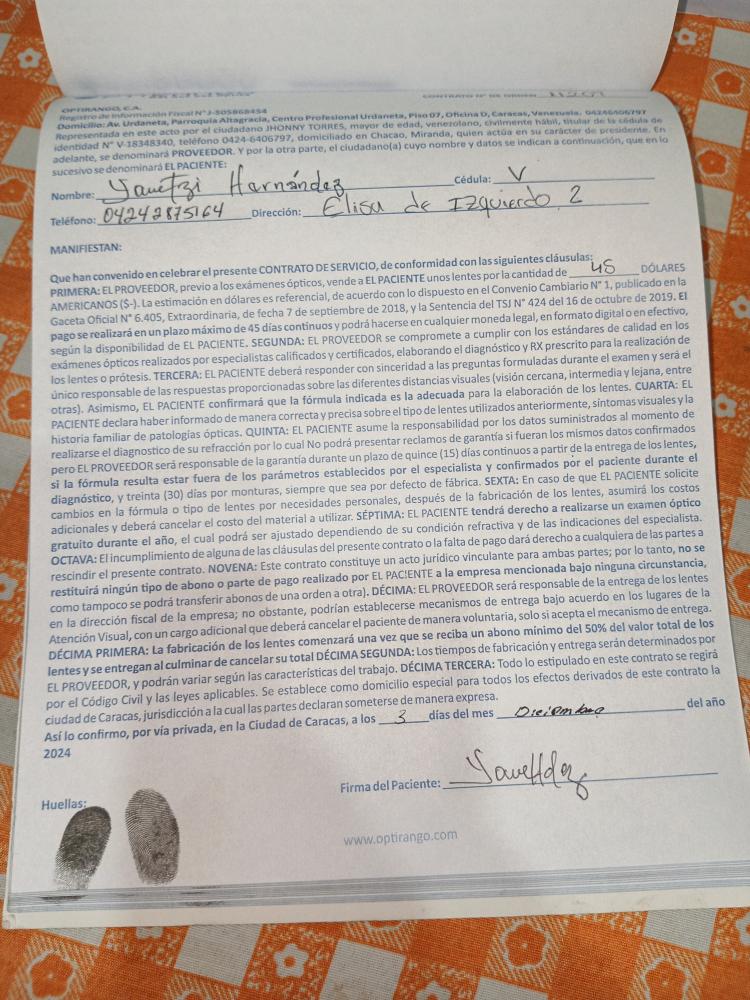 OPTIRANGO, C.A.
Registro de Información Fiscal N° J-505868454
Domicilio: Av. Urdaneta, Parroquia Altagracia, Centro Profesional Urdaneta, Piso 07, Oficina D, Caracas, Venezuela. 04246406797
Representada en este acto por el ciudadano JHONNY TORRES, mayor de edad, venezolano, civilmente hábil, titular de la cédula de
identidad N° V-18348340, teléfono 0424-6406797, domiciliado en Chacao, Miranda, quien actúa en su carácter de presidente. En
adelante, se denominará PROVEEDOR. Y por la otra parte, el ciudadano(a) cuyo nombre y datos se indican a continuación, que en lo
sucesivo se denominará EL PACIENTE:
Nombre: Yanetzi Harnández Cédula: V
Teléfono: 04242875164 Dirección: Elisa de Izquierdo 2
MANIFIESTAN:
Que han convenido en celebrar el presente CONTRATO DE SERVICIO, de conformidad con las siguientes cláusulas:
PRIMERA: EL PROVEEDOR, previo a los exámenes ópticos, vende a EL PACIENTE unos lentes por la cantidad de 45 DÓLARES
AMERICANOS ($-). La estimación en dólares es referencial, de acuerdo con lo dispuesto en el Convenio Cambiario N° 1, publicado en la
Gaceta Oficial N° 6.405, Extraordinaria, de fecha 7 de septiembre de 2018, y la Sentencia del TSJ N° 424 del 16 de octubre de 2019. El
pago se realizará en un plazo máximo de 45 días continuos y podrá hacerse en cualquier moneda legal, en formato digital o en efectivo,
según la disponibilidad de EL PACIENTE. SEGUNDA: EL PROVEEDOR se compromete a cumplir con los estándares de calidad en los
exámenes ópticos realizados por especialistas calificados y certificados, elaborando el diagnóstico y RX prescrito para la realización de
los lentes o prótesis. TERCERA: EL PACIENTE deberá responder con sinceridad a las preguntas formuladas durante el examen y será el
único responsable de las respuestas proporcionadas sobre las diferentes distancias visuales (visión cercana, intermedia y lejana, entre
otras). Asimismo, EL PACIENTE confirmará que la fórmula indicada es la adecuada para la elaboración de los lentes. CUARTA: EL
PACIENTE declara haber informado de manera correcta y precisa sobre el tipo de lentes utilizados anteriormente, síntomas visuales y la
historia familiar de patologías ópticas. QUINTA: EL PACIENTE asume la responsabilidad por los datos suministrados al momento de
realizarse el diagnostico de su refracción por lo cual No podrá presentar reclamos de garantía si fueran los mismos datos confirmados
pero EL PROVEEDOR será responsable de la garantía durante un plazo de quince (15) días continuos a partir de la entrega de los lentes,
si la fórmula resulta estar fuera de los parámetros establecidos por el especialista y confirmados por el paciente durante el
diagnóstico, y treinta (30) días por monturas, siempre que sea por defecto de fábrica. SEXTA: En caso de que EL PACIENTE solicite
cambios en la fórmula o tipo de lentes por necesidades personales, después de la fabricación de los lentes, asumirá los costos
adicionales y deberá cancelar el costo del material a utilizar. SÉPTIMA: EL PACIENTE tendrá derecho a realizarse un examen óptico
gratuito durante el año, el cual podrá ser ajustado dependiendo de su condición refractiva y de las indicaciones del especialista.
OCTAVA: El incumplimiento de alguna de las cláusulas del presente contrato o la falta de pago dará derecho a cualquiera de las partes a
rescindir el presente contrato. NOVENA: Este contrato constituye un acto jurídico vinculante para ambas partes; por lo tanto, no se
restituirá ningún tipo de abono o parte de pago realizado por EL PACIENTE a la empresa mencionada bajo ninguna circunstancia,
como tampoco se podrá transferir abonos de una orden a otra). DÉCIMA: EL PROVEEDOR será responsable de la entrega de los lentes
en la dirección fiscal de la empresa; no obstante, podrían establecerse mecanismos de entrega bajo acuerdo en los lugares de la
Atención Visual, con un cargo adicional que deberá cancelar el paciente de manera voluntaria, solo si acepta el mecanismo de entrega.
DÉCIMA PRIMERA: La fabricación de los lentes comenzará una vez que se reciba un abono mínimo del 50% del valor total de los
lentes y se entregan al culminar de cancelar su total DÉCIMA SEGUNDA: Los tiempos de fabricación y entrega serán determinados por
EL PROVEEDOR, y podrán variar según las características del trabajo. DÉCIMA TERCERA: Todo lo estipulado en este contrato se regirá
por el Código Civil y las leyes aplicables. Se establece como domicilio especial para todos los efectos derivados de este contrato la
ciudad de Caracas, jurisdicción a la cual las partes declaran someterse de manera expresa.
Así lo confirmo, por vía privada, en la Ciudad de Caracas, a los 3 días del mes Diciembre del año
2024
Firma del Paciente: YaneHdez
Huellas:
www.optirango.com